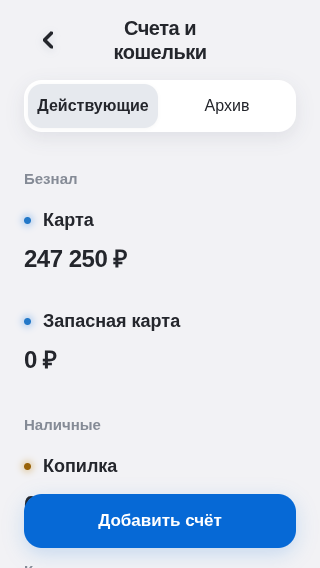 Счета и
кошельки
Действующие
Архив
Безнал
Карта
247 250 ₽
Запасная карта
0 ₽
Наличные
Копилка
Добавить счёт